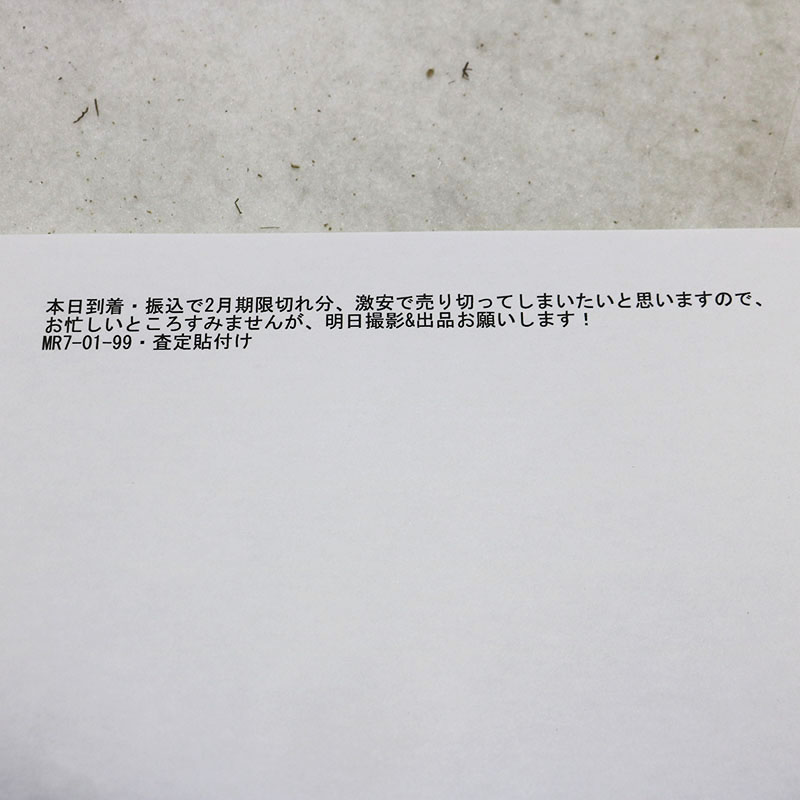 本日到着・振込で2月期限切れ分、激安で売り切ってしまいたいと思いますので、
お忙しいところすみませんが、明日撮影&出品お願いします！
MR7-01-99・査定貼付け